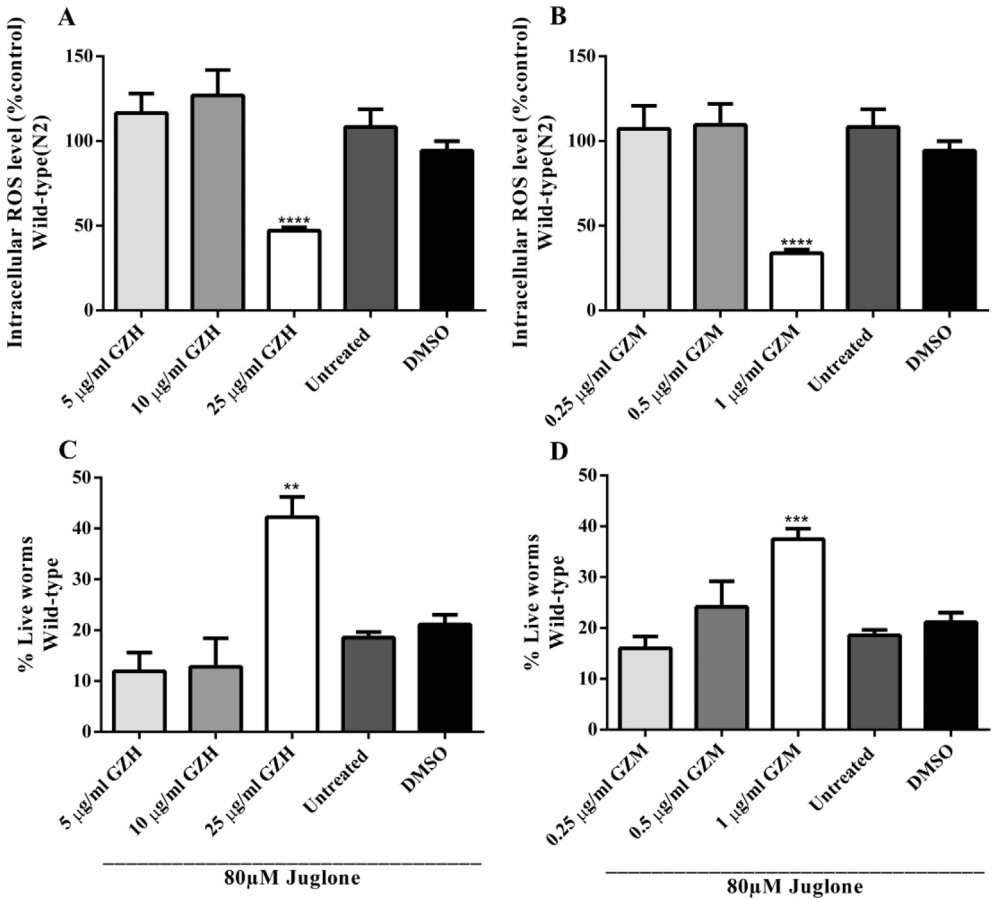 A
Intracellular ROS level (%control)
Wild-type(N2)
150
100
50
0
****
5 µg/ml GZH
10 µg/ml GZH
25 µg/ml GZH
Untreated
DMSO
B
Intracellular ROS level (%control)
Wild-type(N2)
150
100
50
0
****
0.25 µg/ml GZM
0.5 µg/ml GZM
1 µg/ml GZM
Untreated
DMSO
C
% Live worms
Wild-type
50
40
30
20
10
0
**
5 µg/ml GZH
10 µg/ml GZH
25 µg/ml GZH
Untreated
DMSO
80µM Juglone
D
% Live worms
Wild-type
50
40
30
20
10
0
***
0.25 µg/ml GZM
0.5 µg/ml GZM
1 µg/ml GZM
Untreated
DMSO
80µM Juglone